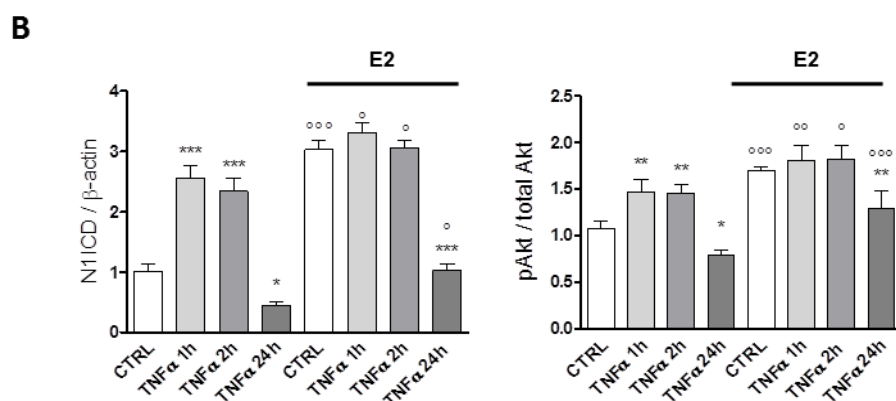 B
E2
N1ICD / β-actin
4
3
2
1
0
°°°
°
°
°
***
***
*
***
CTRL
TNFα 1h
TNFα 2h
TNFα 24h
CTRL
TNFα 1h
TNFα 2h
TNFα 24h
E2
pAkt / total Akt
2.5
2.0
1.5
1.0
0.5
0.0
**
**
*
°°°
°°
°
°°°
**
CTRL
TNFα 1h
TNFα 2h
TNFα 24h
CTRL
TNFα 1h
TNFα 2h
TNFα 24h